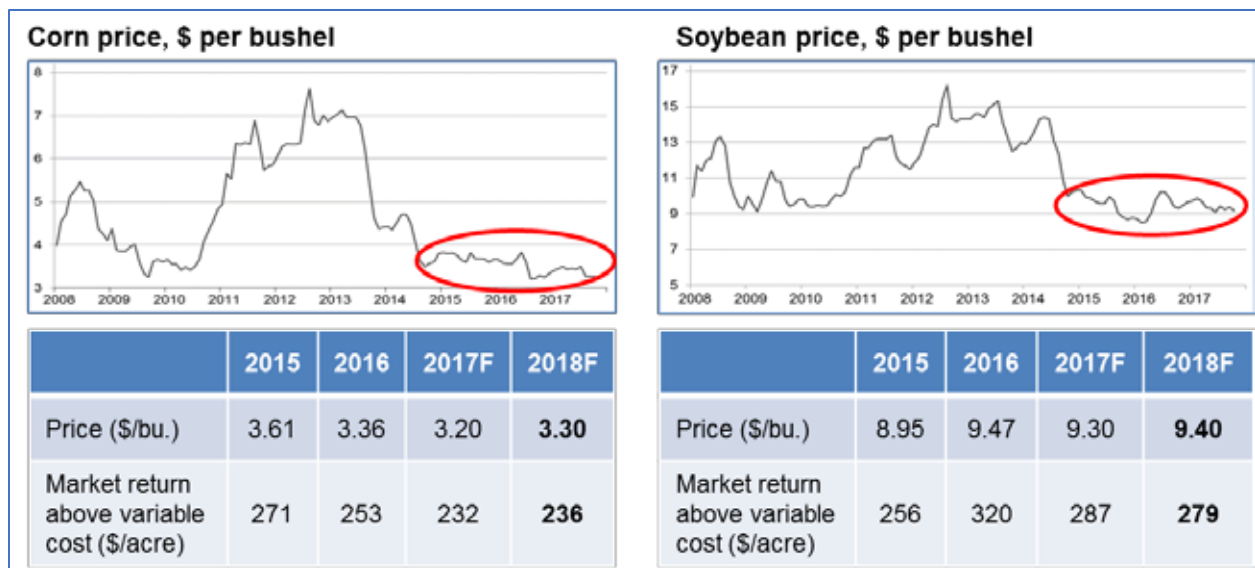 Corn price, $ per bushel
8
7
6
5
4
3
2008 2009 2010 2011 2012 2013 2014 2015 2016 2017
2015 2016 2017F 2018F
Price ($/bu.) 3.61 3.36 3.20 3.30
Market return
above variable 271 253 232 236
cost ($/acre)
Soybean price, $ per bushel
17
15
13
11
9
7
5
2008 2009 2010 2011 2012 2013 2014 2015 2016 2017
2015 2016 2017F 2018F
Price ($/bu.) 8.95 9.47 9.30 9.40
Market return
above variable 256 320 287 279
cost ($/acre)